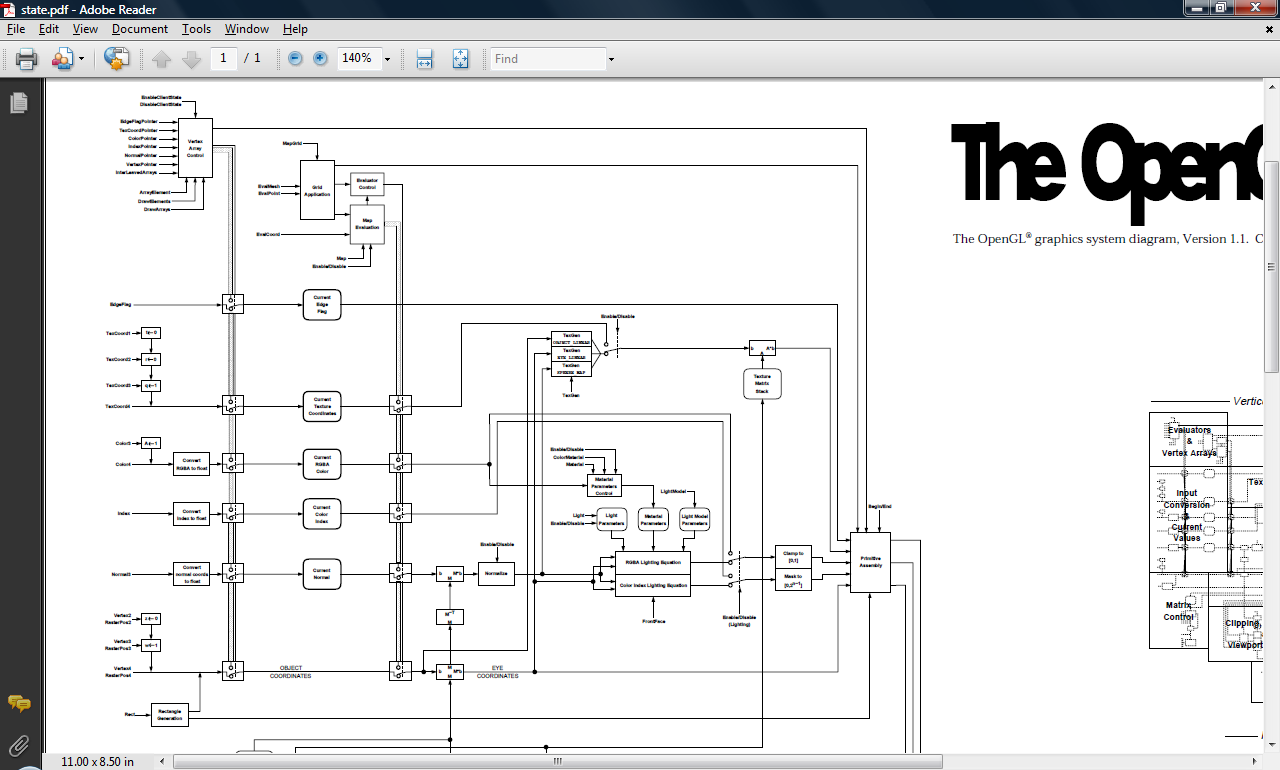 state.pdf - Adobe Reader
File Edit View Document Tools Window Help
1 / 1 140% Find
EnableClientState
DisableClientState
EdgeFlagPointer
TexCoordPointer
ColorPointer
IndexPointer
NormalPointer
VertexPointer
InterLeavedArrays
Vertex
Array
Control
ArrayElement
DrawElements
DrawArrays
MapGrid
EvalMesh
EvalPoint
Grid
Application
Evaluator
Control
Map
Evaluation
EvalCoord
Map
Enable/Disable
The OpenG
The OpenGL® graphics system diagram, Version 1.1. C
EdgeFlag
Current
Edge
Flag
TexCoord1
TexCoord2
TexCoord3
TexCoord4
Current
Texture
Coordinates
Enable/Disable
TexGen
OBJECT LINEAR
TexGen
EYE LINEAR
TexGen
SPHERE MAP
TexGen
b A*b
A
Texture
Matrix
Stack
Color3
Color4
Convert
RGBA to float
Current
RGBA
Color
Enable/Disable
ColorMaterial
Material
Material
Parameters
Control
LightModel
Index
Convert
index to float
Current
Color
Index
Light
Enable/Disable
Light
Parameters
Material
Parameters
Light Model
Parameters
Begin/End
Normal3
Convert
normal coords
to float
Current
Normal
Enable/Disable
b M*b
M
Normalize
RGBA Lighting Equation
Color Index Lighting Equation
Clamp to
[0,1]
Mask to
Primitive
Assembly
FrontFace
Enable/Disable
(Lighting)
Vertex2
RasterPos2
Vertex3
RasterPos3
Vertex4
RasterPos4
OBJECT
COORDINATES
M
b M*b
M
EYE
COORDINATES
Rect
Rectangle
Generation
Vertic
Evaluators
&
Vertex Arrays
Tex
Input
Conversion
Current
Values
Matrix
Control
Clipping,
Viewport
11.00 x 8.50 in